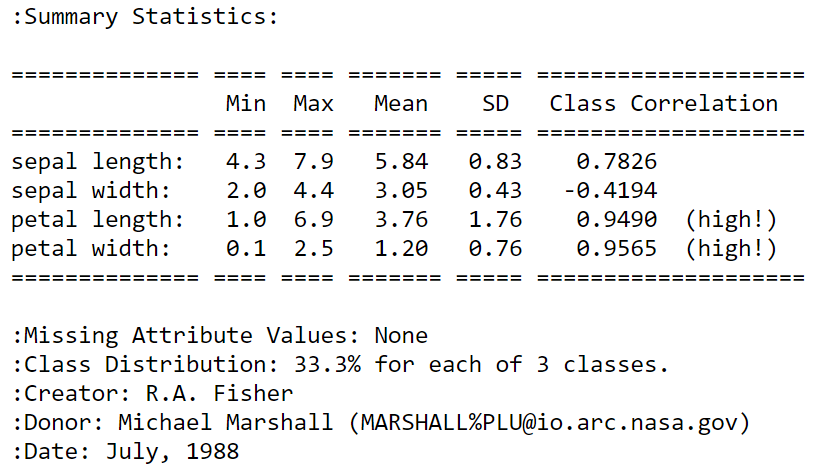 :Summary Statistics:
============== ==== ==== ======= ===== ====================
                Min  Max   Mean    SD   Class Correlation
============== ==== ==== ======= ===== ====================
sepal length:   4.3  7.9   5.84   0.83    0.7826
sepal width:    2.0  4.4   3.05   0.43   -0.4194
petal length:   1.0  6.9   3.76   1.76    0.9490  (high!)
petal width:    0.1  2.5   1.20   0.76    0.9565  (high!)
============== ==== ==== ======= ===== ====================
:Missing Attribute Values: None
:Class Distribution: 33.3% for each of 3 classes.
:Creator: R.A. Fisher
:Donor: Michael Marshall (MARSHALL%PLU@io.arc.nasa.gov)
:Date: July, 1988